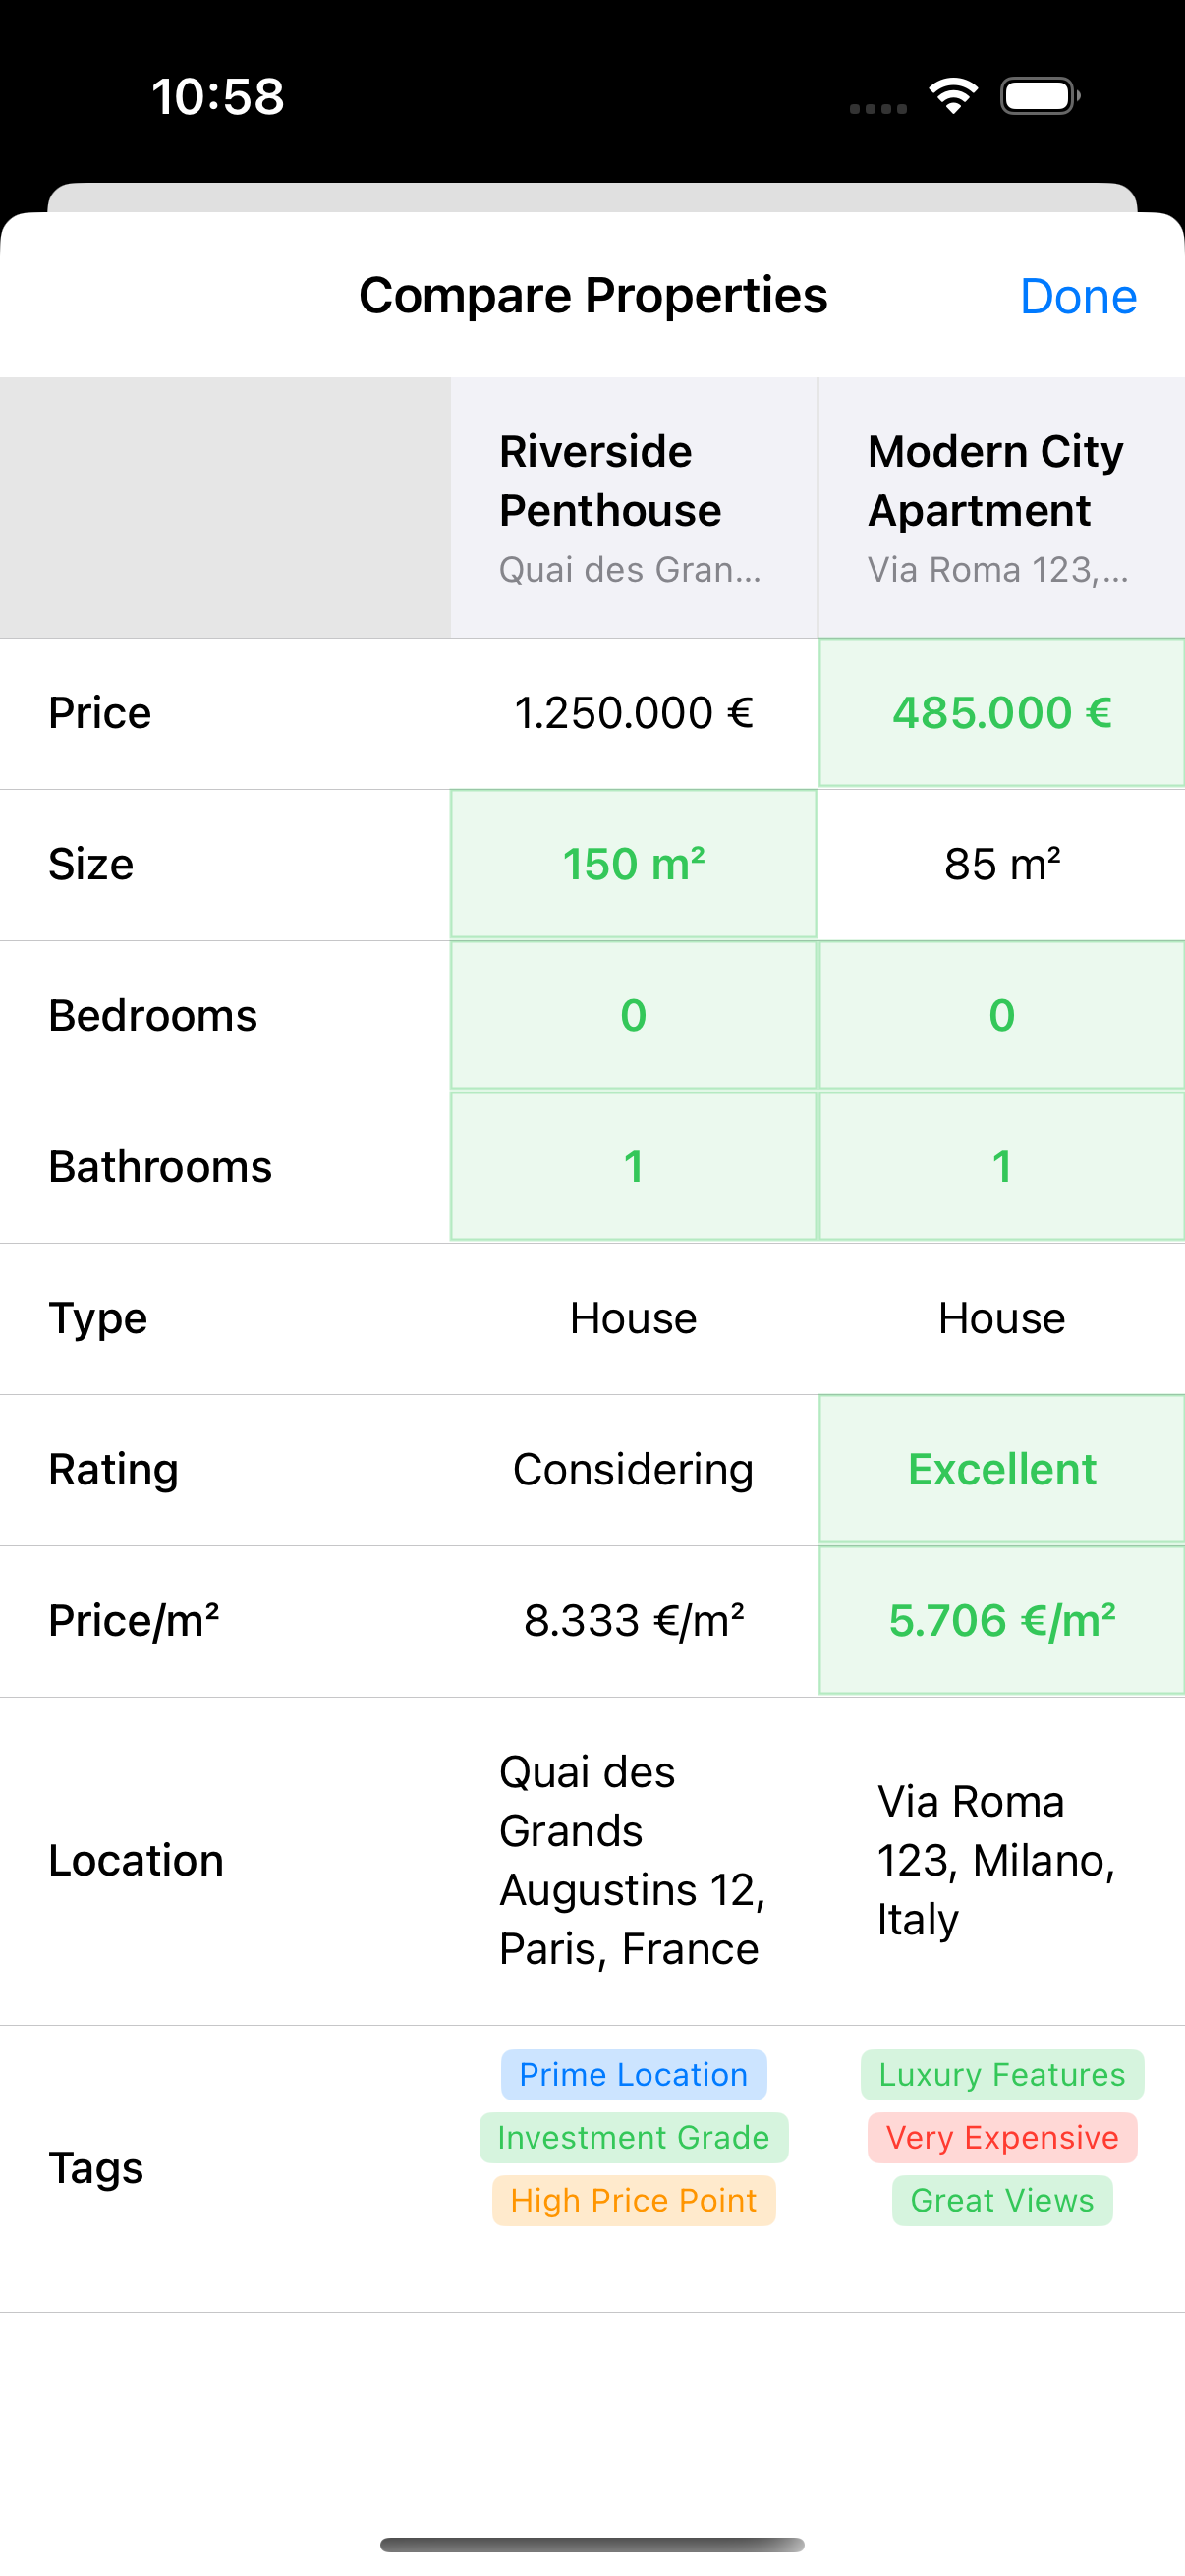 10:58
Compare Properties
Done
Riverside
Penthouse
Quai des Gran...
Modern City
Apartment
Via Roma 123,...
Price
1.250.000 €
485.000 €
Size
150 m²
85 m²
Bedrooms
0
0
Bathrooms
1
1
Type
House
House
Rating
Considering
Excellent
Price/m²
8.333 €/m²
5.706 €/m²
Location
Quai des
Grands
Augustins 12,
Paris, France
Via Roma
123, Milano,
Italy
Tags
Prime Location
Investment Grade
High Price Point
Luxury Features
Very Expensive
Great Views